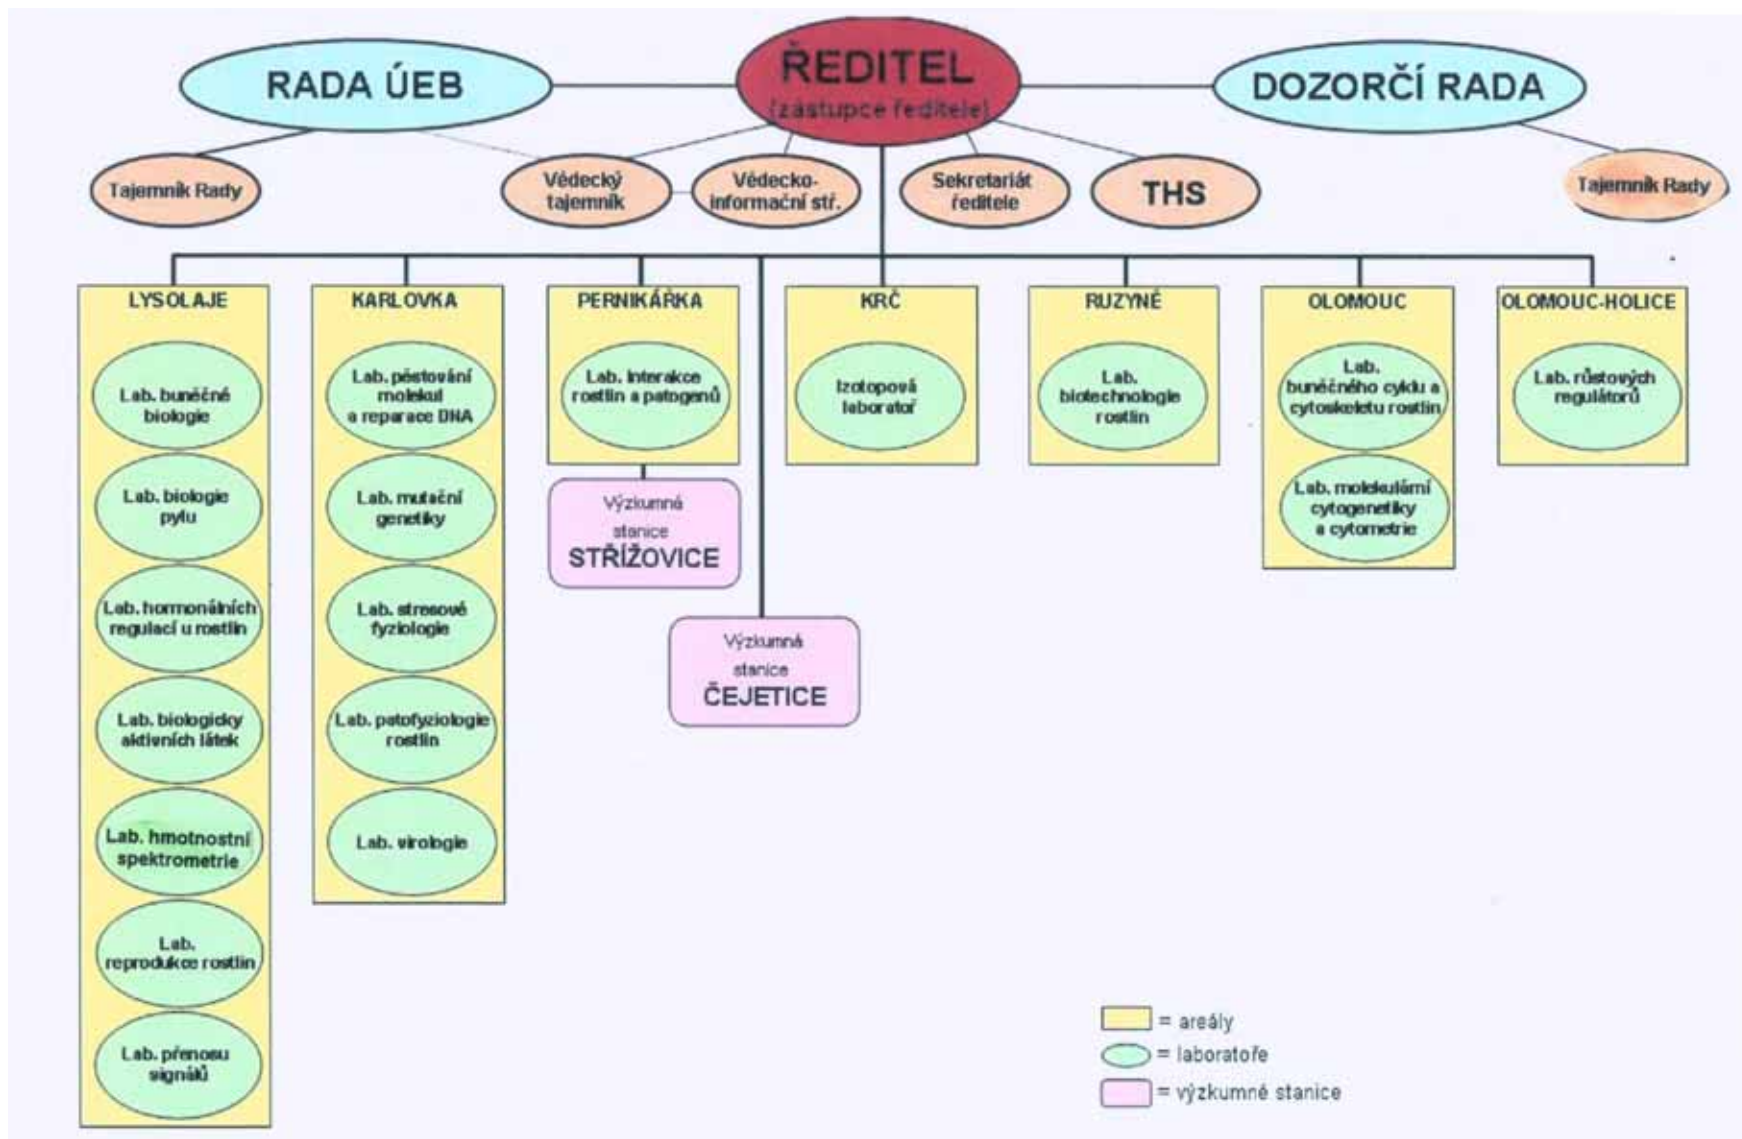 RADA ÚEB
ŘEDITEL
(zástupce ředitele)
DOZORČÍ RADA
Tajemník Rady
Vědecký
tajemník
Vědecko-
informační stř.
Sekretariát
ředitele
THS
Tajemník Rady
LYSOLAJE
Lab. buněčné
biologie
Lab. biologie
pylu
Lab. hormonálních
regulací u rostlin
Lab. biologicky
aktivních látek
Lab. hmotnostní
spektrometrie
Lab.
reprodukce rostlin
Lab. přenosu
signálů
KARLOVKA
Lab. pěstování
molekul
a reparace DNA
Lab. mutační
genetiky
Lab. stresové
fyziologie
Lab. patofyziologie
rostlin
Lab. virologie
PERNIKÁŘKA
Lab. interakce
rostlin a patogenů
Výzkumná
stanice
STŘÍŽOVICE
Výzkumná
stanice
ČEJETICE
KRČ
Izotopová
laboratoř
RUZYNĚ
Lab.
biotechnologie
rostlin
OLOMOUC
Lab.
buněčného cyklu a
cytoskeletu rostlin
Lab. molekulární
cytogenetiky
a cytometrie
OLOMOUC-HOLICE
Lab. růstových
regulátorů
= areály
= laboratoře
= výzkumné stanice